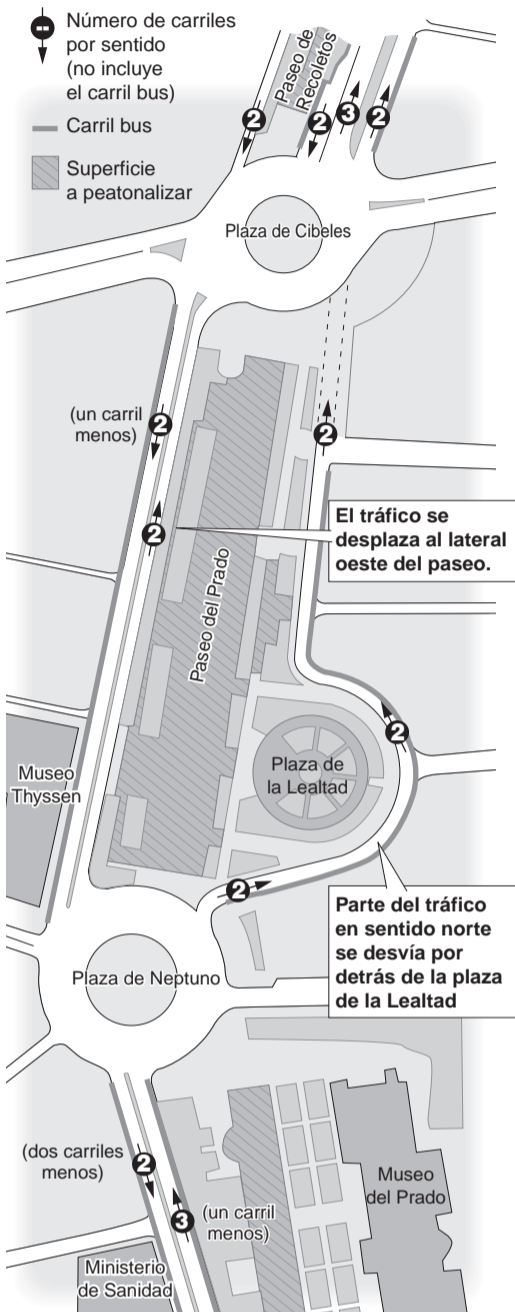 Número de carriles
por sentido
(no incluye
el carril bus)
Carril bus
Superficie
a peatonalizar
Paseo de
Recoletos
2
2
3
2
Plaza de Cibeles
(un carril
menos)
2
2
2
El tráfico se
desplaza al lateral
oeste del paseo.
Paseo del Prado
2
Museo
Thyssen
Plaza de
la Lealtad
2
Parte del tráfico
en sentido norte
se desvía por
detrás de la plaza
de la Lealtad
Plaza de Neptuno
(dos carriles
menos)
2
3
(un carril
menos)
Museo
del Prado
Ministerio
de Sanidad